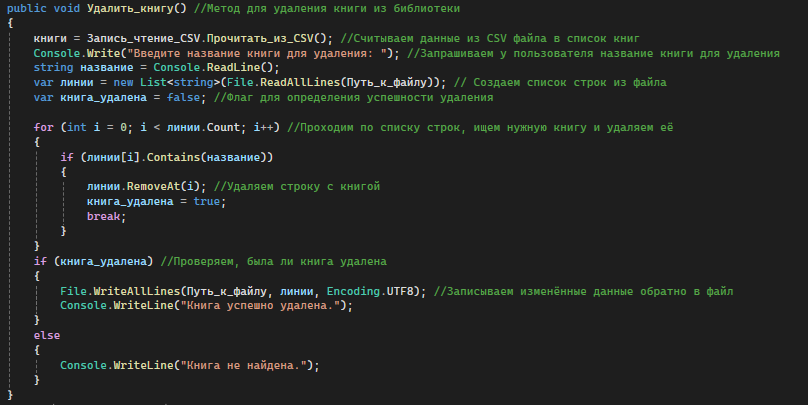 public void Удалить_книгу() //Метод для удаления книги из библиотеки
{
    книги = Запись_чтение_CSV.Прочитать_из_CSV(); //Считываем данные из CSV файла в список книг
    Console.Write("Введите название книги для удаления: "); //Запрашиваем у пользователя название книги для удаления
    string название = Console.ReadLine();
    var линии = new List<string>(File.ReadAllLines(Путь_к_файлу)); // Создаем список строк из файла
    var книга_удалена = false; //Флаг для определения успешности удаления

    for (int i = 0; i < линии.Count; i++) //Проходим по списку строк, ищем нужную книгу и удаляем её
    {
        if (линии[i].Contains(название))
        {
            линии.RemoveAt(i); //Удаляем строку с книгой
            книга_удалена = true;
            break;
        }
    }
    if (книга_удалена) //Проверяем, была ли книга удалена
    {
        File.WriteAllLines(Путь_к_файлу, линии, Encoding.UTF8); //Записываем изменённые данные обратно в файл
        Console.WriteLine("Книга успешно удалена.");
    }
    else
    {
        Console.WriteLine("Книга не найдена.");
    }
}